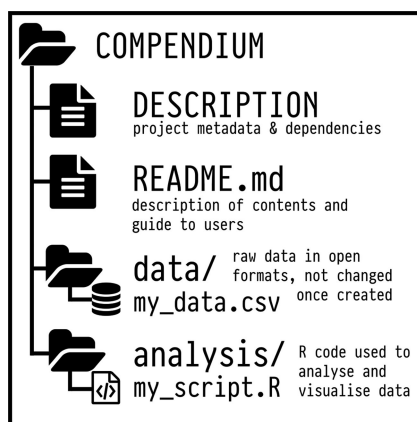 COMPENDIUM
DESCRIPTION
project metadata & dependencies
README.md
description of contents and
guide to users
data/
my_data.csv
raw data in open
formats, not changed
once created
analysis/
my_script.R
R code used to
analyse and
visualise data